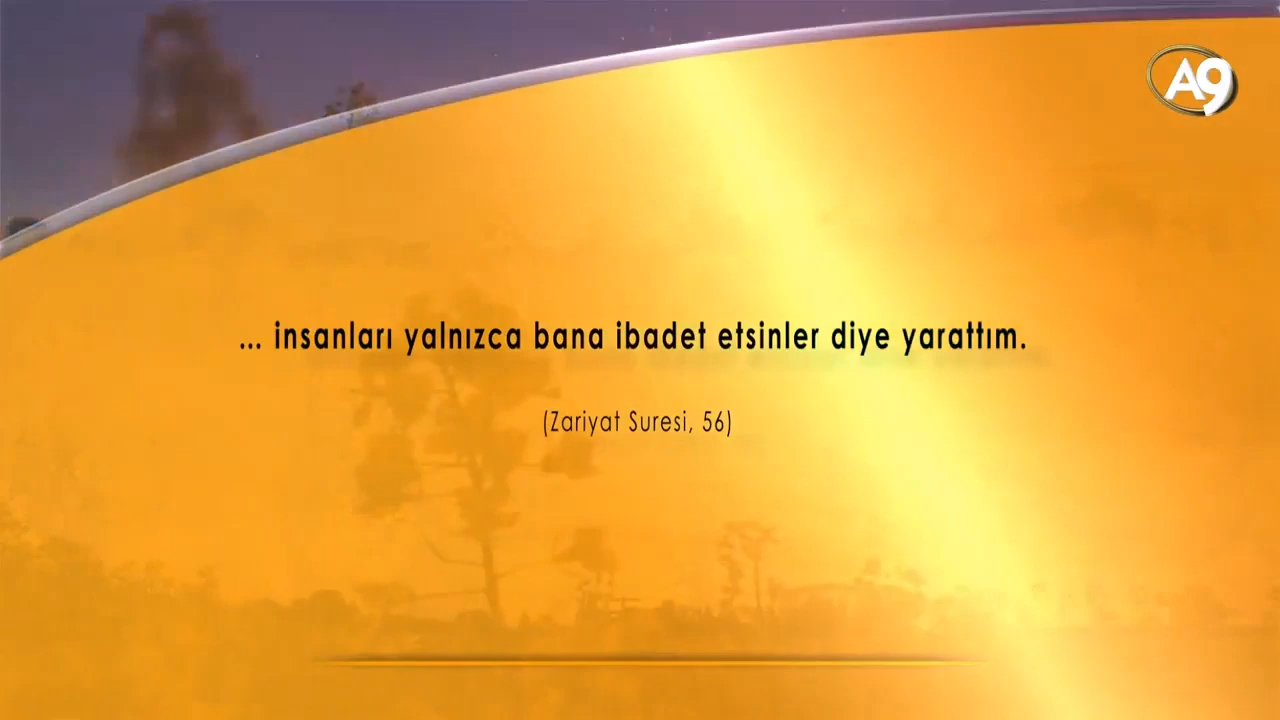 A9
... insanları yalnızca bana ibadet etsinler diye yarattım.
(Zariyat Suresi, 56)